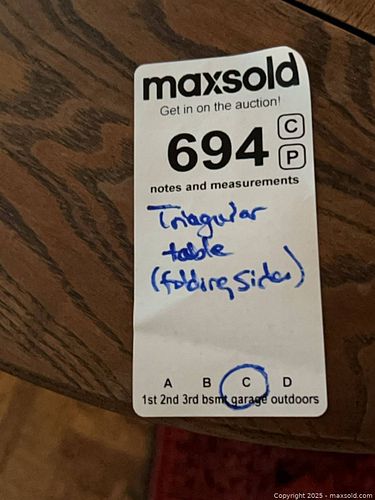 maxsold
Get in on the auction!
694 C
P
notes and measurements
Triagular
table
(folding sides)
A B C D
1st 2nd 3rd bsmt garage outdoors
Copyright 2025 - maxsold.com